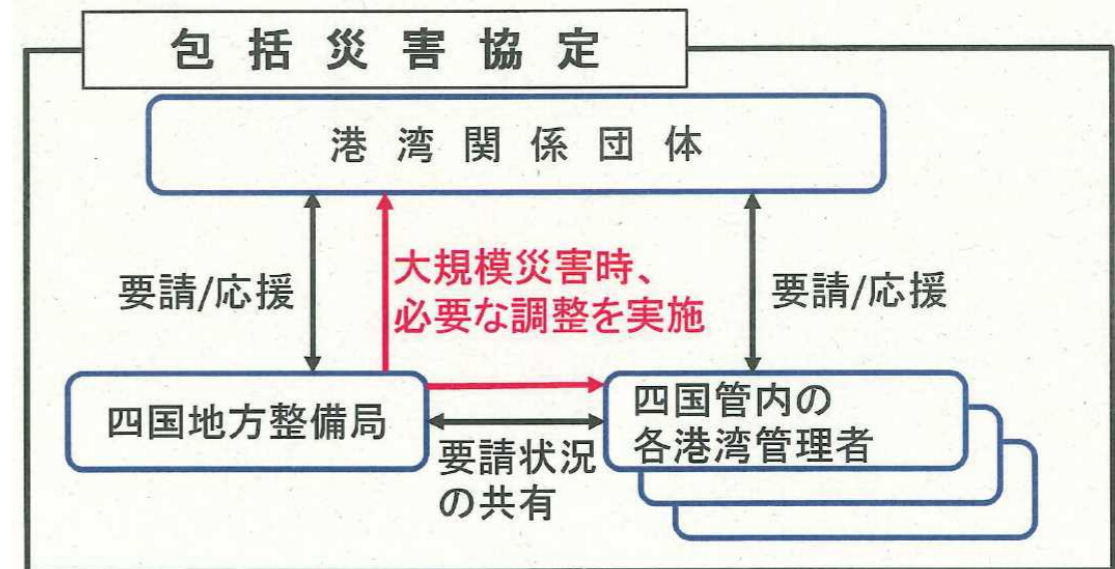 包括災害協定
港湾関係団体
要請/応援
大規模災害時、
必要な調整を実施
要請/応援
四国地方整備局
要請状況
の共有
四国管内の
各港湾管理者